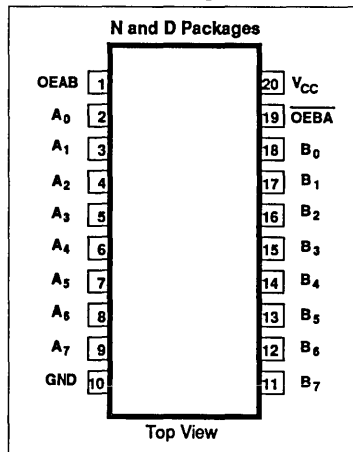 N and D Packages
OEAB 1 20 VCC
A0 2 19 OEBA
A1 3 18 B0
A2 4 17 B1
A3 5 16 B2
A4 6 15 B3
A5 7 14 B4
A6 8 13 B5
A7 9 12 B6
GND 10 11 B7
Top View